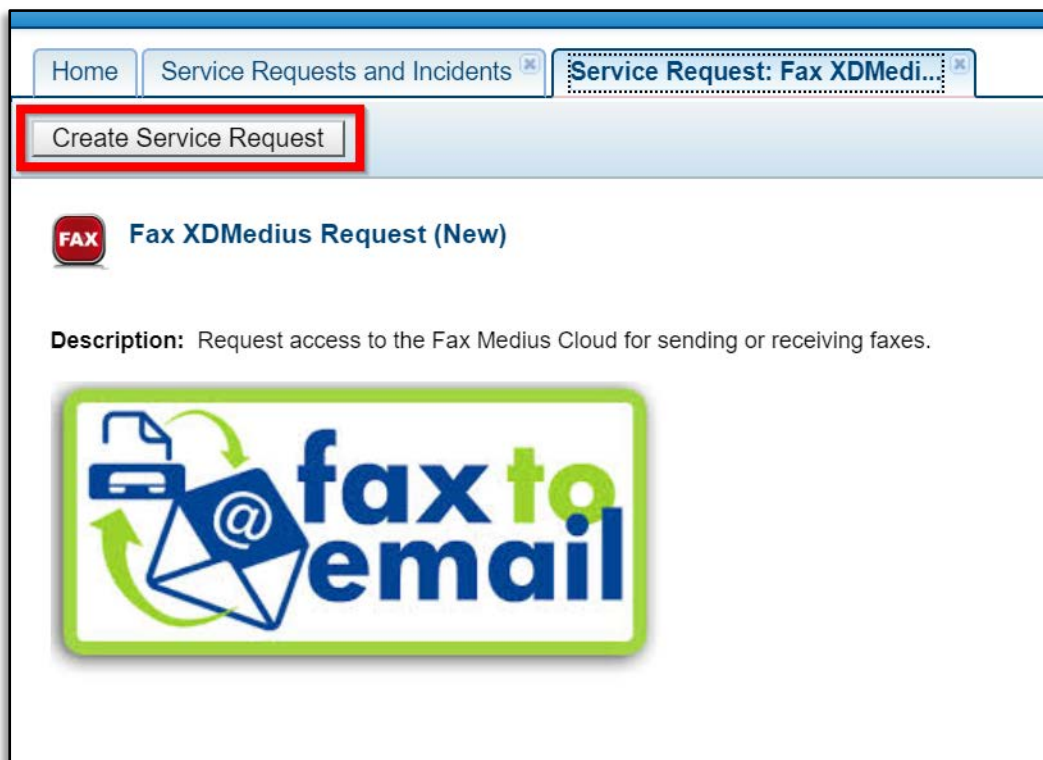 Home Service Requests and Incidents Service Request: Fax XDMedi...
Create Service Request
FAX Fax XDMedius Request (New)
Description: Request access to the Fax Medius Cloud for sending or receiving faxes.
@ fax to
email